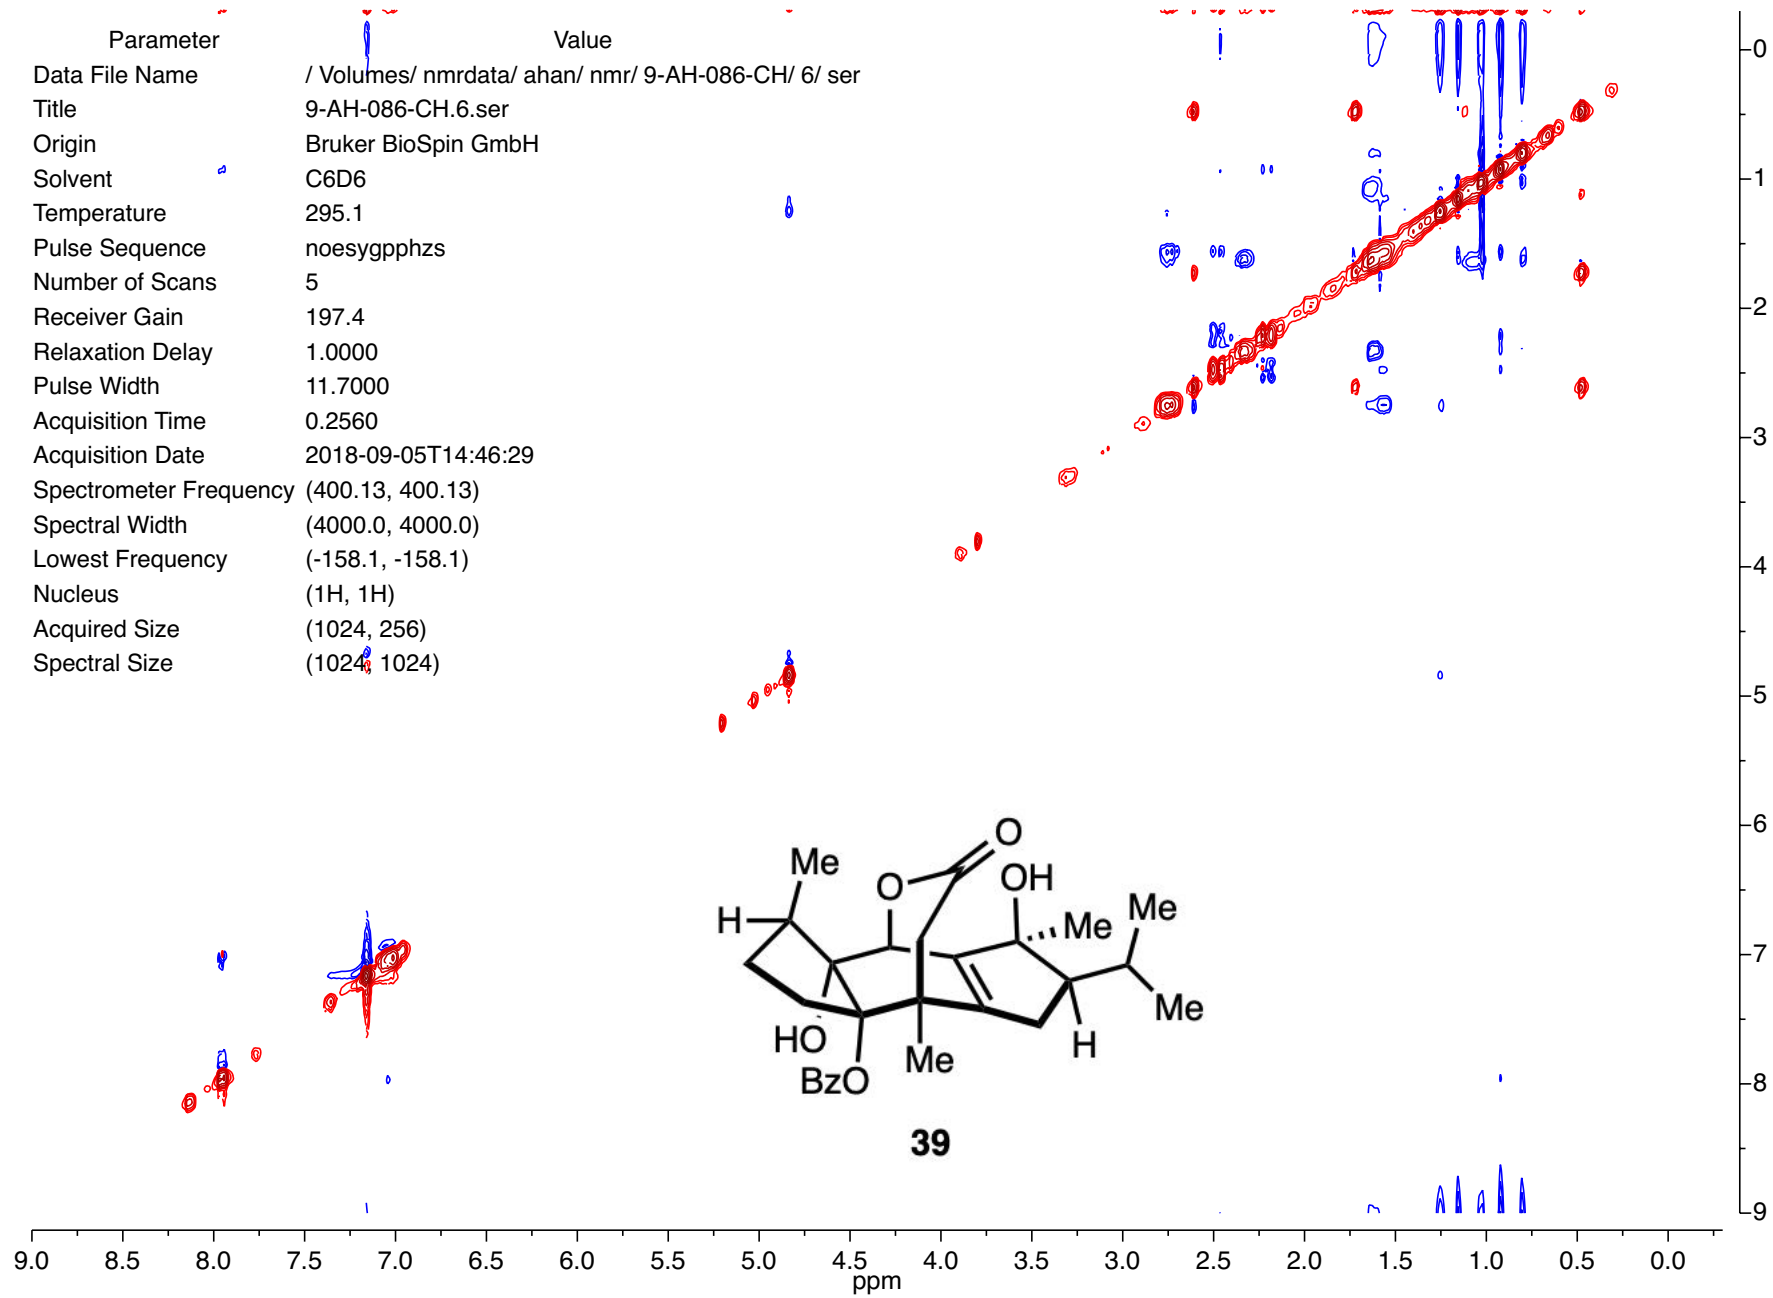 Parameter Value
Data File Name / Volumes/ nmrdata/ ahan/ nmr/ 9-AH-086-CH/ 6/ ser
Title 9-AH-086-CH.6.ser
Origin Bruker BioSpin GmbH
Solvent C6D6
Temperature 295.1
Pulse Sequence noesygpphzs
Number of Scans 5
Receiver Gain 197.4
Relaxation Delay 1.0000
Pulse Width 11.7000
Acquisition Time 0.2560
Acquisition Date 2018-09-05T14:46:29
Spectrometer Frequency (400.13, 400.13)
Spectral Width (4000.0, 4000.0)
Lowest Frequency (-158.1, -158.1)
Nucleus (1H, 1H)
Acquired Size (1024, 256)
Spectral Size (1024, 1024)
0
1
2
3
4
5
6
7
8
9
O
Me
O
OH
H
Me
Me
Me
HO
Me
H
BzO
39
9.0 8.5 8.0 7.5 7.0 6.5 6.0 5.5 5.0 4.5 4.0 3.5 3.0 2.5 2.0 1.5 1.0 0.5 0.0
ppm